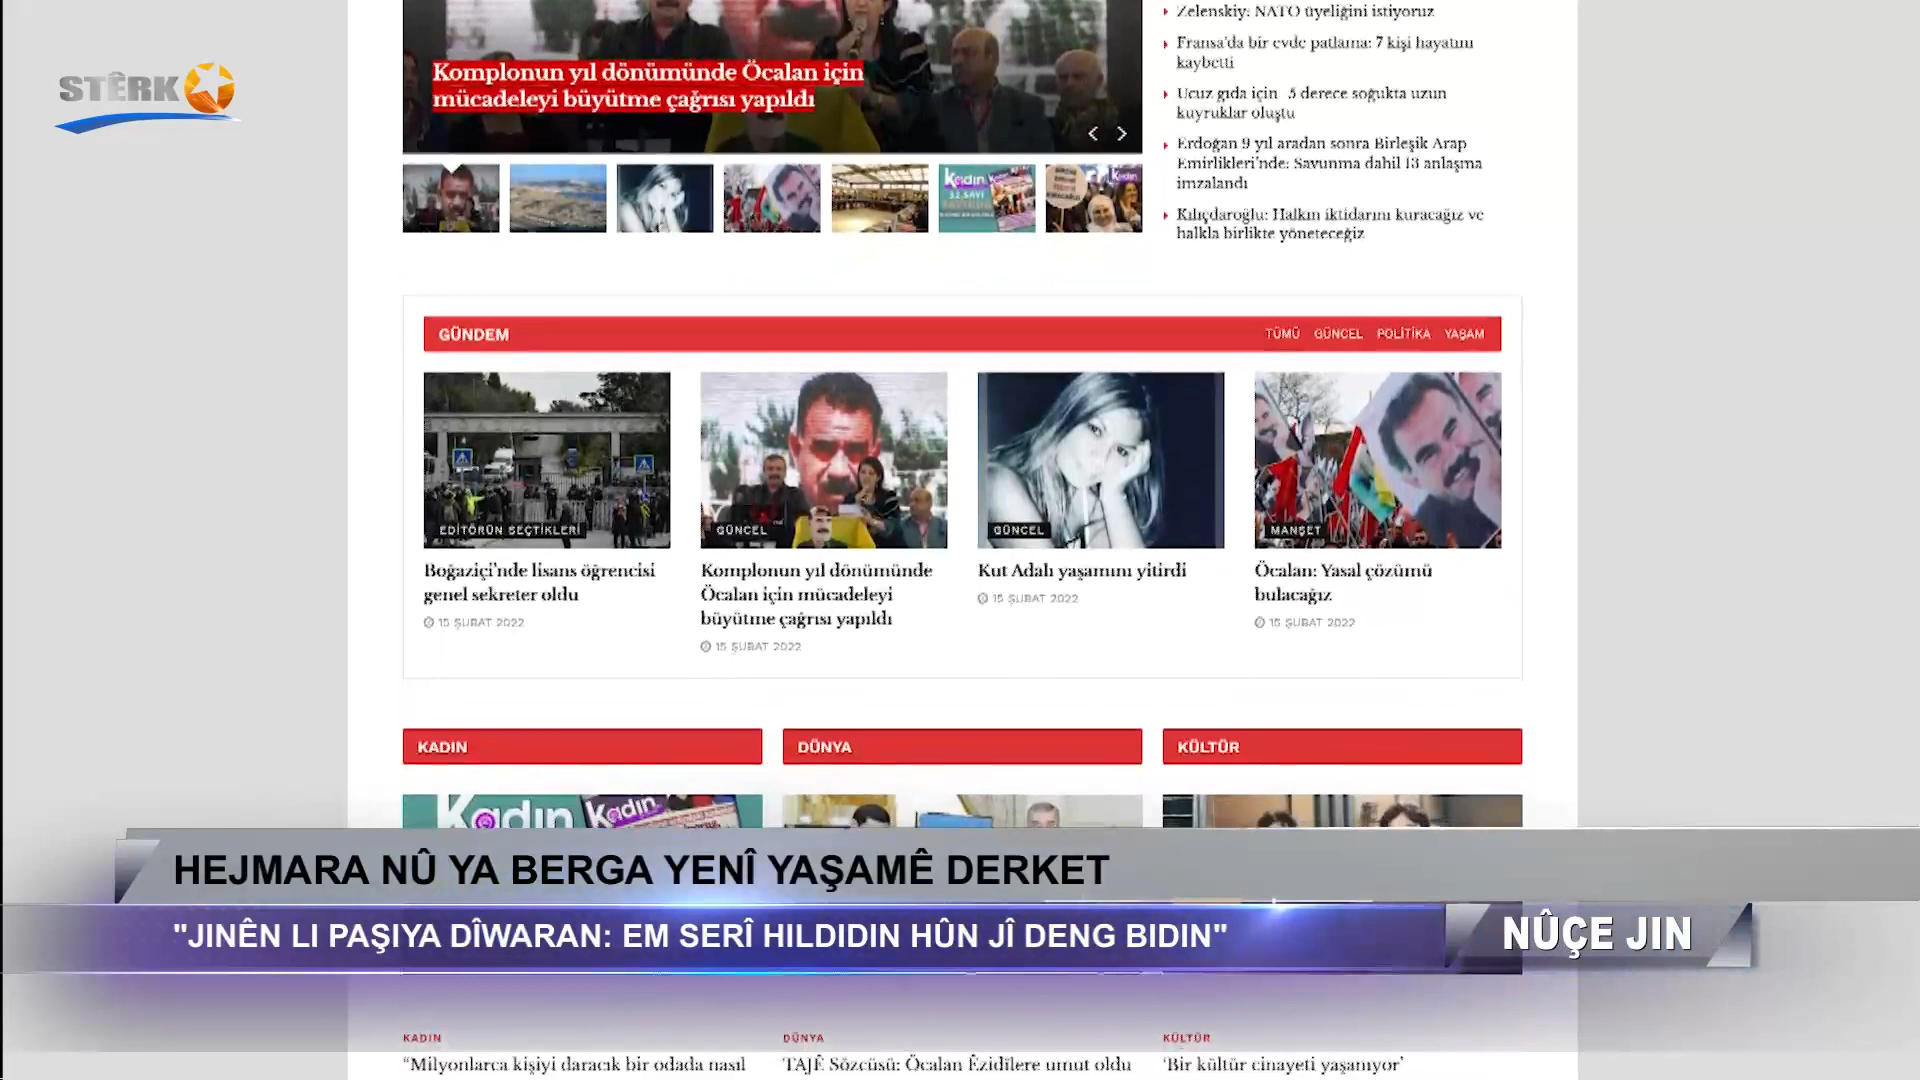 STÊRK
Komplonun yıl dönümünde Öcalan için
mücadeleyi büyütme çağrısı yapıldı
Zelenskiy: NATO üyeliğini istiyoruz
Fransa'da bir evde patlama: 7 kişi hayatını
kaybetti
Ucuz gıda için -5 derece soğukta uzun
kuyruklar oluştu
Erdoğan 9 yıl aradan sonra Birleşik Arap
Emirlikleri'nde: Savunma dahil 13 anlaşma
imzalandı
Kılıçdaroğlu: Halkın iktidarını kuracağız ve
halkla birlikte yöneteceğiz
Kadın
32. SAYI
GÜNDEM
TÜMÜ GÜNCEL POLİTİKA YAŞAM
EDİTÖRÜN SEÇTİKLERİ
Boğaziçi'nde lisans öğrencisi
genel sekreter oldu
15 ŞUBAT 2022
GÜNCEL
Komplonun yıl dönümünde
Öcalan için mücadeleyi
büyütme çağrısı yapıldı
15 ŞUBAT 2022
GÜNCEL
Kut Adalı yaşamını yitirdi
15 ŞUBAT 2022
MANŞET
Öcalan: Yasal çözümü
bulacağız
15 ŞUBAT 2022
KADIN
DÜNYA
KÜLTÜR
Kadın Kadın
HEJMARA NÛ YA BERGA YENÎ YAŞAMÊ DERKET
"JINÊN LI PAŞIYA DÎWARAN: EM SERÎ HILDIDIN HÛN JÎ DENG BIDIN"
NÛÇE JIN
KADIN
"Milyonlarca kişiyi daracık bir odada nasıl
DÜNYA
TAJÊ Sözcüsü: Öcalan Êzidîlere umut oldu
KÜLTÜR
'Bir kültür cinayeti yaşanıyor'